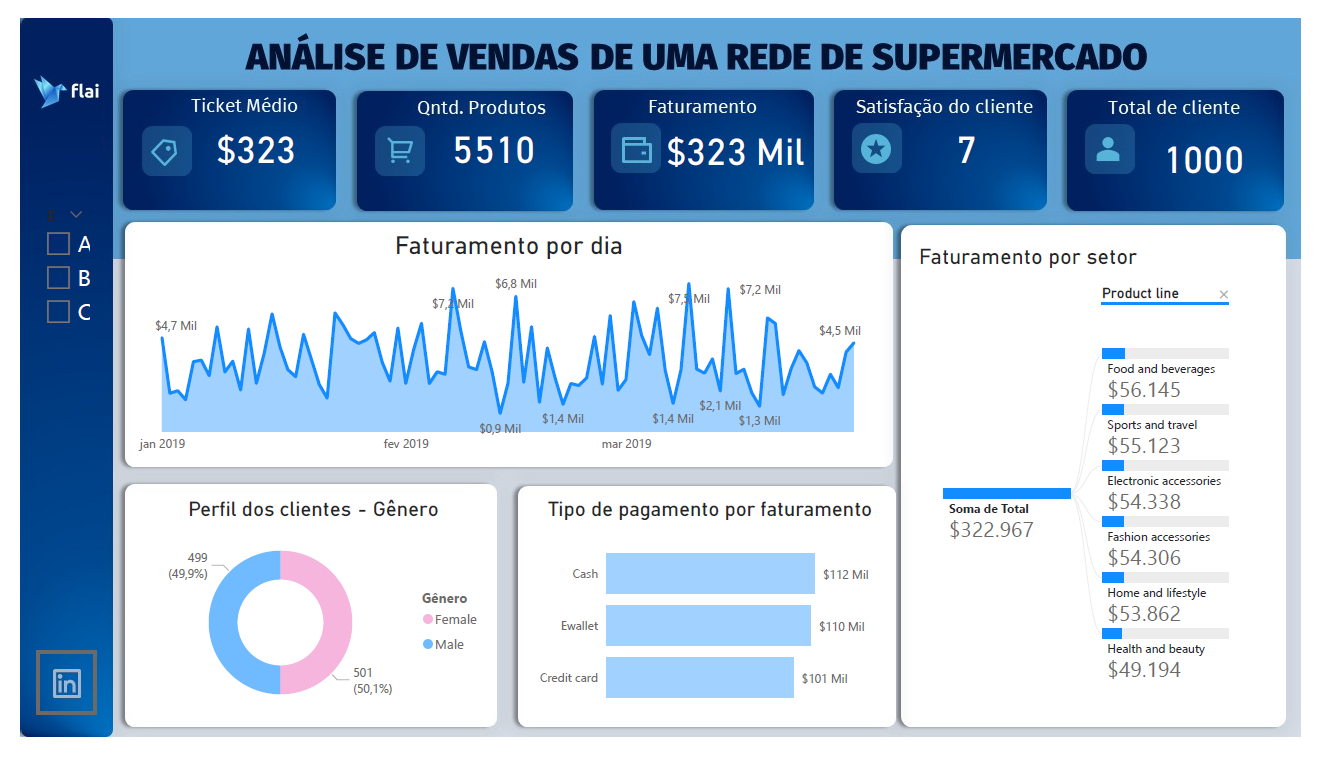 flai
ANÁLISE DE VENDAS DE UMA REDE DE SUPERMERCADO
Ticket Médio
$323
Qntd. Produtos
5510
Faturamento
$323 Mil
Satisfação do cliente
7
Total de cliente
1000
A
B
C
in
Faturamento por dia
$4,7 Mil
$7,2 Mil
$6,8 Mil
$7,5 Mil
$7,2 Mil
$4,5 Mil
$0,9 Mil
$1,4 Mil
$1,4 Mil
$2,1 Mil
$1,3 Mil
jan 2019
fev 2019
mar 2019
Faturamento por setor
Product line
Soma de Total
$322.967
Food and beverages
$56.145
Sports and travel
$55.123
Electronic accessories
$54.338
Fashion accessories
$54.306
Home and lifestyle
$53.862
Health and beauty
$49.194
Perfil dos clientes - Gênero
499
(49,9%)
501
(50,1%)
Gênero
Female
Male
Tipo de pagamento por faturamento
Cash
$112 Mil
Ewallet
$110 Mil
Credit card
$101 Mil